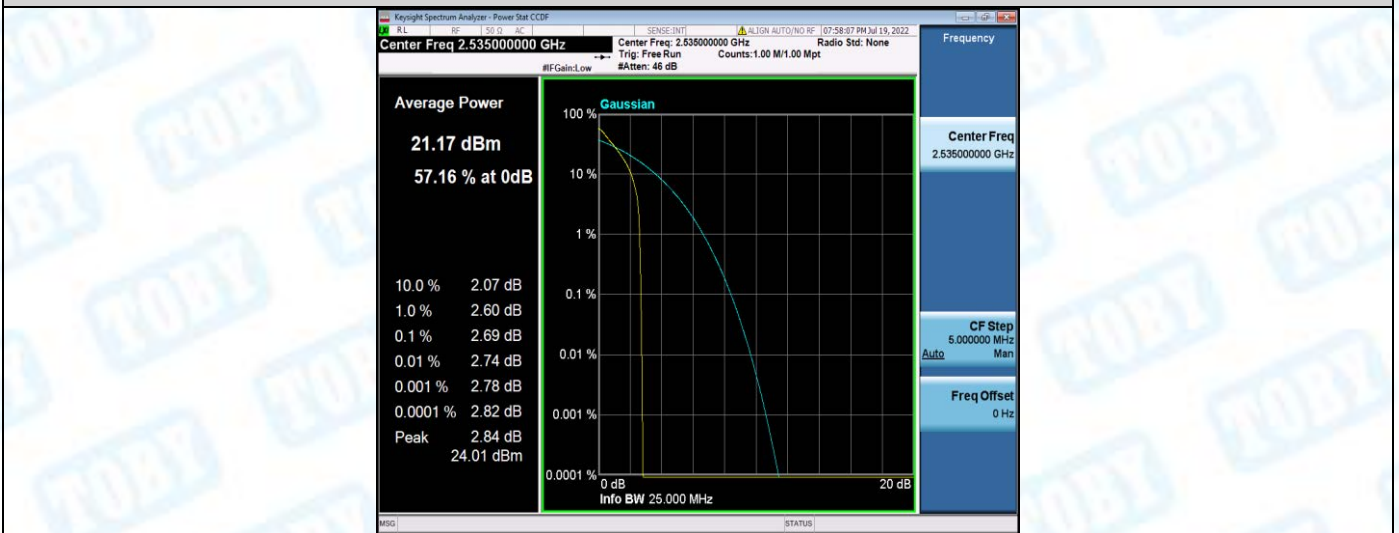 Keysight Spectrum Analyzer - Power Stat CCDF
RL RF 50 Ω AC SENSE:INT ALIGN AUTO/NO RF 07:58:07 PM Jul 19, 2022
Center Freq 2.535000000 GHz
Center Freq: 2.535000000 GHz Radio Std: None
Trig: Free Run Counts:1.00 M/1.00 Mpt
#IFGain:Low #Atten: 46 dB
Frequency
Average Power
21.17 dBm
57.16 % at 0dB
10.0 % 2.07 dB
1.0 % 2.60 dB
0.1 % 2.69 dB
0.01 % 2.74 dB
0.001 % 2.78 dB
0.0001 % 2.82 dB
Peak 2.84 dB
24.01 dBm
Gaussian
100 %
10 %
1 %
0.1 %
0.01 %
0.001 %
0.0001 %
0 dB 20 dB
Info BW 25.000 MHz
Center Freq
2.535000000 GHz
CF Step
5.000000 MHz
Auto Man
Freq Offset
0 Hz
MSG STATUS
TOBY
TOBY
TOBY
TOBY
TOBY
TOBY
TOBY
TOBY